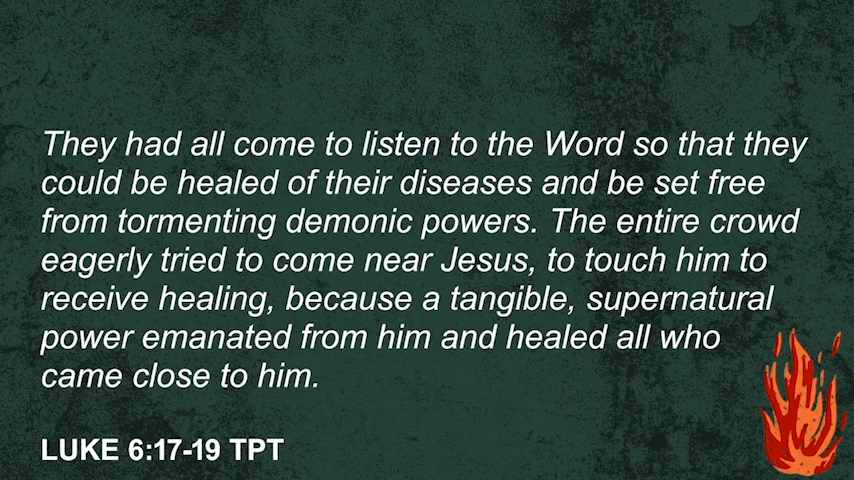 They had all come to listen to the Word so that they
could be healed of their diseases and be set free
from tormenting demonic powers. The entire crowd
eagerly tried to come near Jesus, to touch him to
receive healing, because a tangible, supernatural
power emanated from him and healed all who
came close to him.
LUKE 6:17-19 TPT